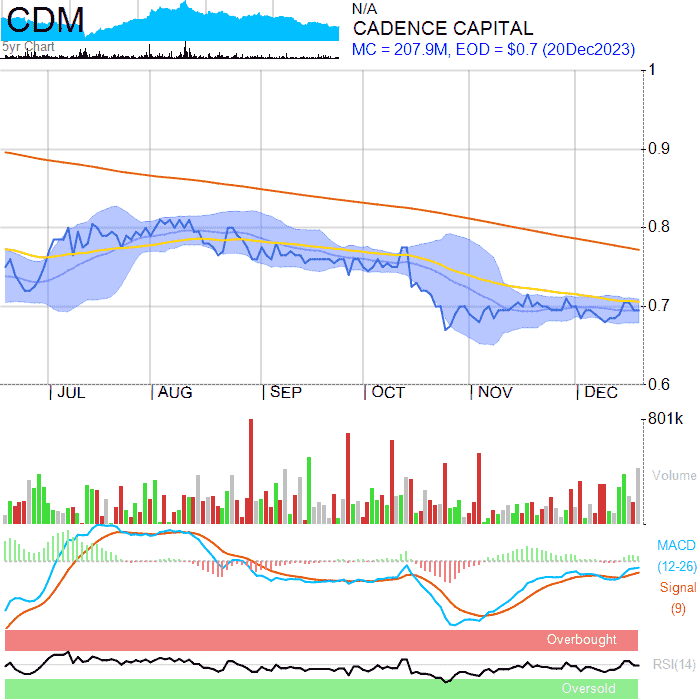 CDM
N/A
CADENCE CAPITAL
5yr Chart
MC = 207.9M, EOD = $0.7 (20Dec2023)
1
0.9
0.8
0.7
0.6
JUL AUG SEP OCT NOV DEC
801k
Volume
MACD
(12-26)
Signal
(9)
Overbought
RSI(14)
Oversold